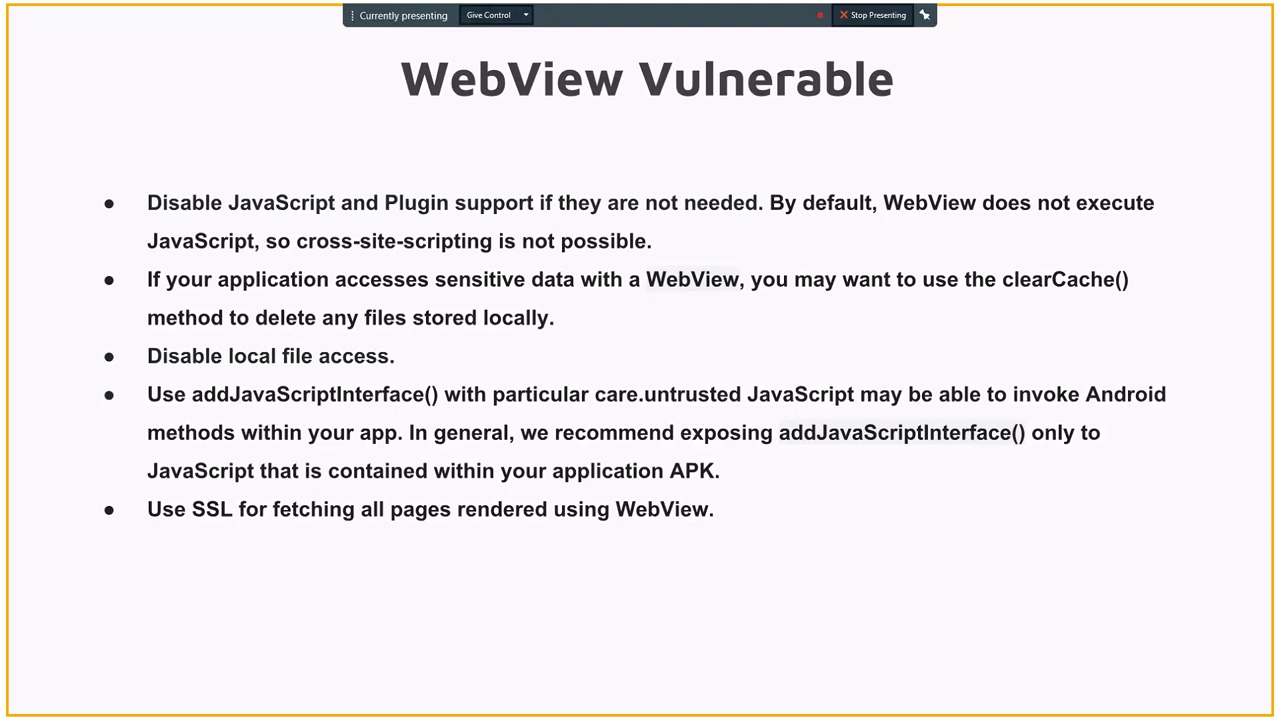 Currently presenting Give Control Stop Presenting
WebView Vulnerable
● Disable JavaScript and Plugin support if they are not needed. By default, WebView does not execute
JavaScript, so cross-site-scripting is not possible.
● If your application accesses sensitive data with a WebView, you may want to use the clearCache()
method to delete any files stored locally.
● Disable local file access.
● Use addJavaScriptInterface() with particular care.untrusted JavaScript may be able to invoke Android
methods within your app. In general, we recommend exposing addJavaScriptInterface() only to
JavaScript that is contained within your application APK.
● Use SSL for fetching all pages rendered using WebView.